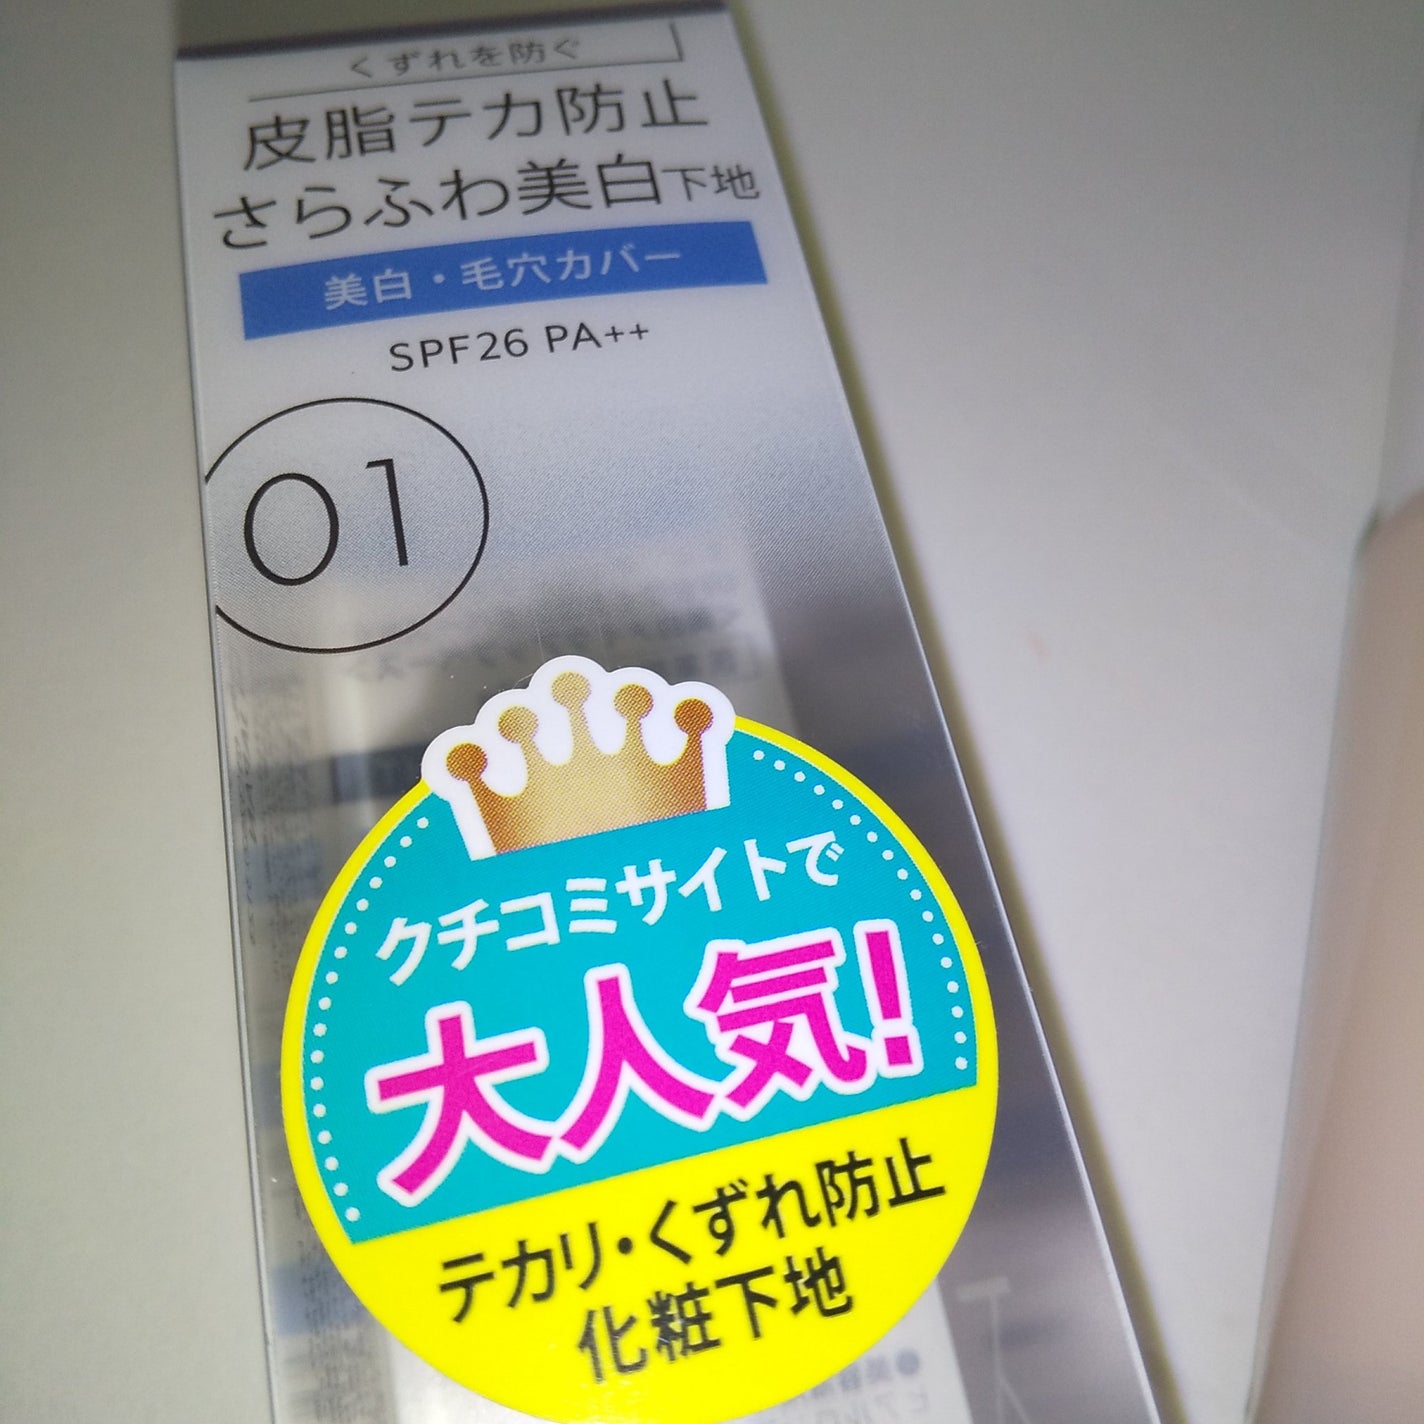 くずれを防ぐ
皮脂テカ防止
さらふわ美白下地
美白・毛穴カバー
SPF26 PA++
01
クチコミサイトで
大人気!
テカリ・くずれ防止
化粧下地